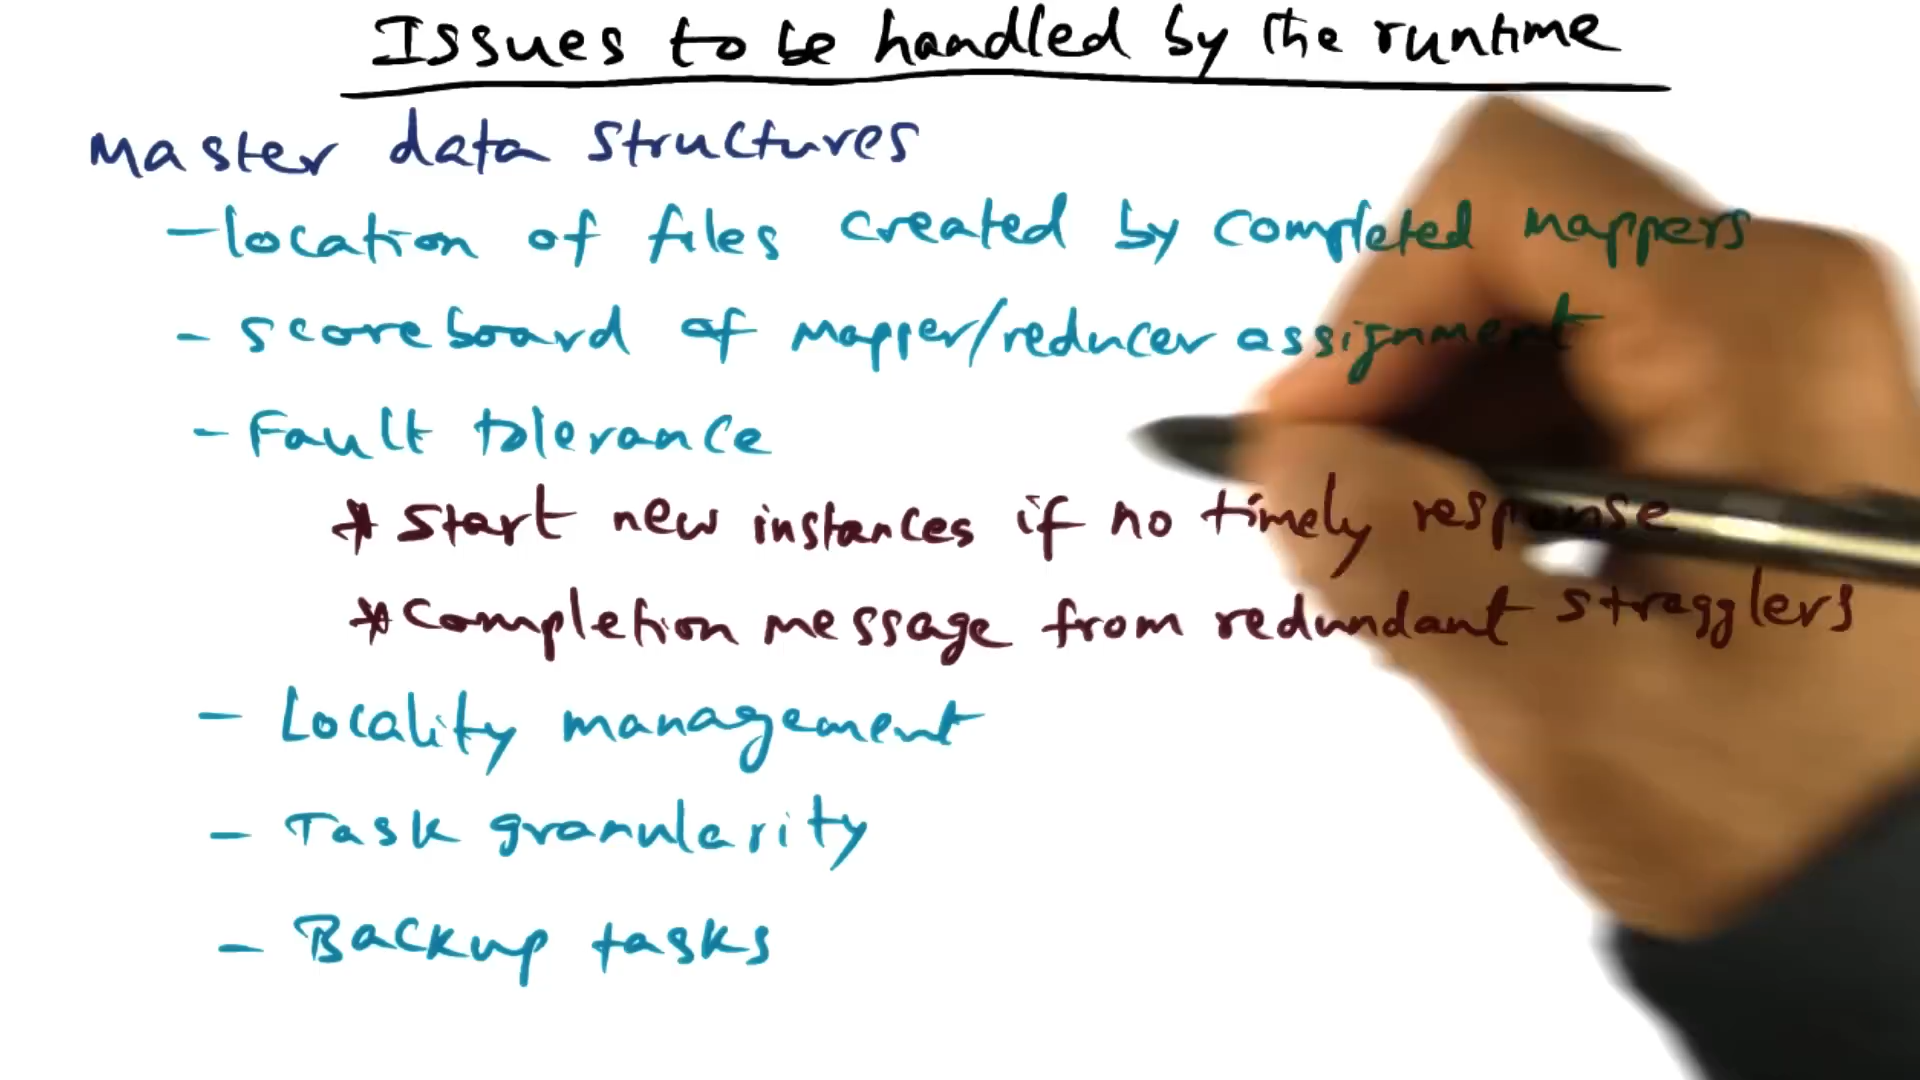 Issues to be handled by the runtime
Master data structures
- location of files created by completed mappers
- scoreboard of mapper/reducer assignment
- Fault tolerance
* Start new instances if no timely response
* Completion message from redundant stragglers
- Locality management
- Task granularity
- Backup tasks